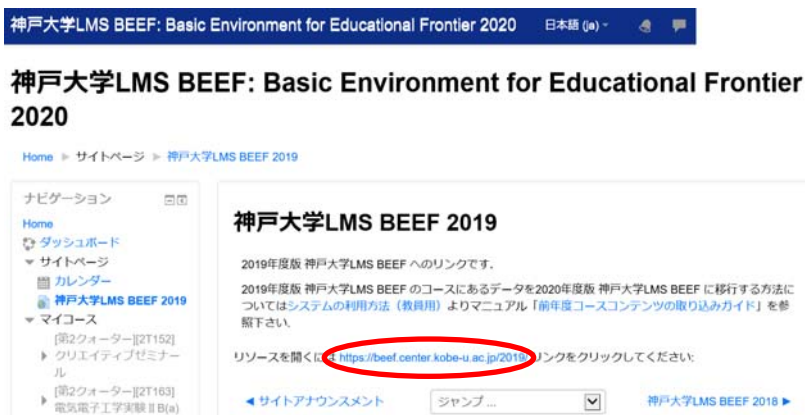 神戸大学LMS BEEF: Basic Environment for Educational Frontier 2020 日本語 (ja)
神戸大学LMS BEEF: Basic Environment for Educational Frontier
2020
Home ▶ サイトページ ▶ 神戸大学LMS BEEF 2019
ナビゲーション
Home
ダッシュボード
サイトページ
カレンダー
神戸大学LMS BEEF 2019
マイコース
[第2クォーター][2T152]
クリエイティブゼミナー
ル
[第2クォーター][2T163]
電気電子工学実験ⅡB(a)
神戸大学LMS BEEF 2019
2019年度版 神戸大学LMS BEEF へのリンクです.
2019年度版 神戸大学LMS BEEF のコースにあるデータを2020年度版 神戸大学LMS BEEF に移行する方法に
ついてはシステムの利用方法（教員用）よりマニュアル「前年度コースコンテンツの取り込みガイド」を参
照下さい.
リソースを開くには https://beef.center.kobe-u.ac.jp/2019/ リンクをクリックしてください:
◀ サイトアナウンスメント ジャンプ ... 神戸大学LMS BEEF 2018 ▶